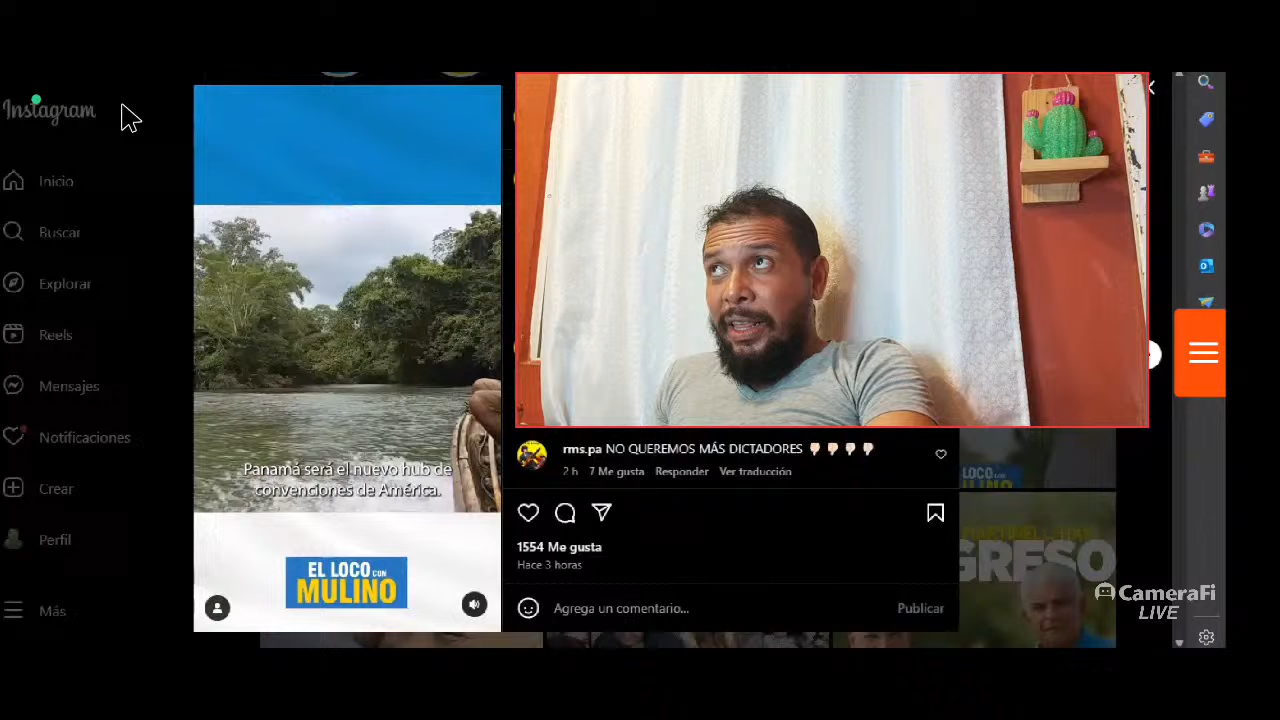 Instagram
Inicio
Buscar
Explorar
Reels
Mensajes
Notificaciones
Crear
Perfil
Más
Panamá será el nuevo hub de
convenciones de América.
EL LOCO CON
MULINO
rms.pa NO QUEREMOS MÁS DICTADORES 👎🏻👎🏻👎🏻👎🏻
2 h 7 Me gusta Responder Ver traducción
1554 Me gusta
Hace 3 horas
Agrega un comentario... Publicar
LOCO
MULINO
GRESO
CameraFi
LIVE